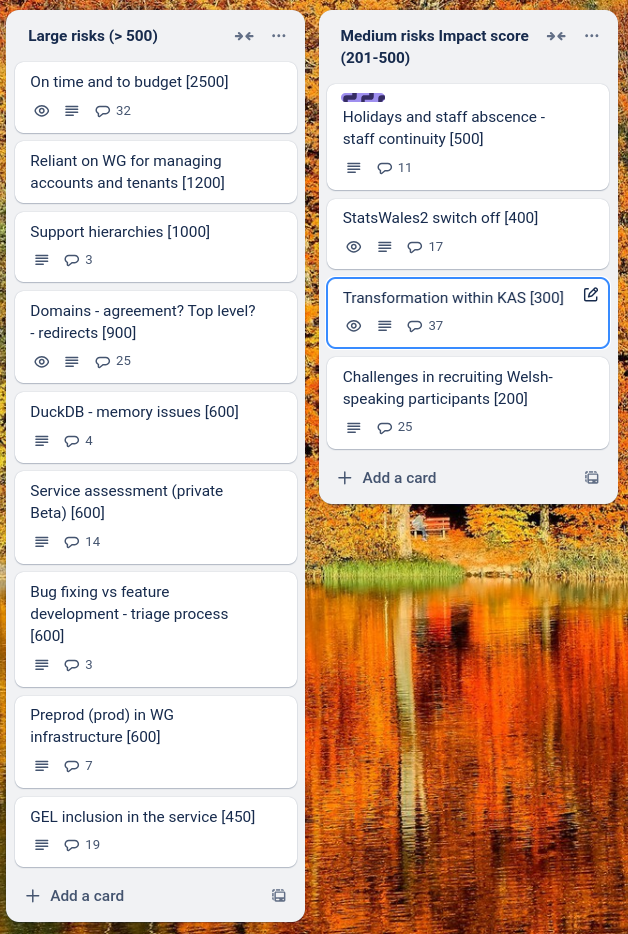 Large risks (> 500)
On time and to budget [2500]
32
Reliant on WG for managing
accounts and tenants [1200]
Support hierarchies [1000]
3
Domains - agreement? Top level?
- redirects [900]
25
DuckDB - memory issues [600]
4
Service assessment (private
Beta) [600]
14
Bug fixing vs feature
development - triage process
[600]
3
Preprod (prod) in WG
infrastructure [600]
7
GEL inclusion in the service [450]
19
Add a card
Medium risks Impact score
(201-500)
Holidays and staff abscence -
staff continuity [500]
11
StatsWales2 switch off [400]
17
Transformation within KAS [300]
37
Challenges in recruiting Welsh-
speaking participants [200]
25
Add a card